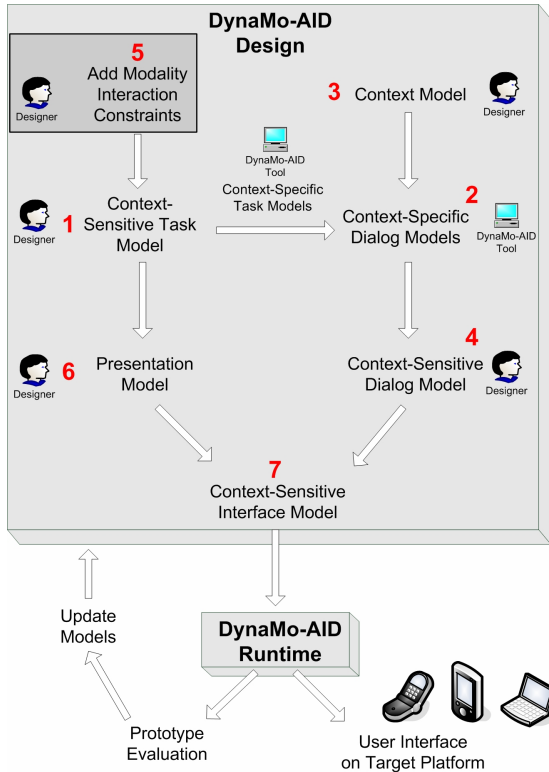 DynaMo-AID
Design
5
Add Modality
Interaction
Constraints
Designer
3
Context Model
Designer
DynaMo-AID
Tool
Context-Specific
Task Models
1
Context-
Sensitive Task
Model
Designer
2
Context-Specific
Dialog Models
DynaMo-AID
Tool
6
Presentation
Model
Designer
4
Context-Sensitive
Dialog Model
Designer
7
Context-Sensitive
Interface Model
Update
Models
DynaMo-AID
Runtime
Prototype
Evaluation
User Interface
on Target Platform